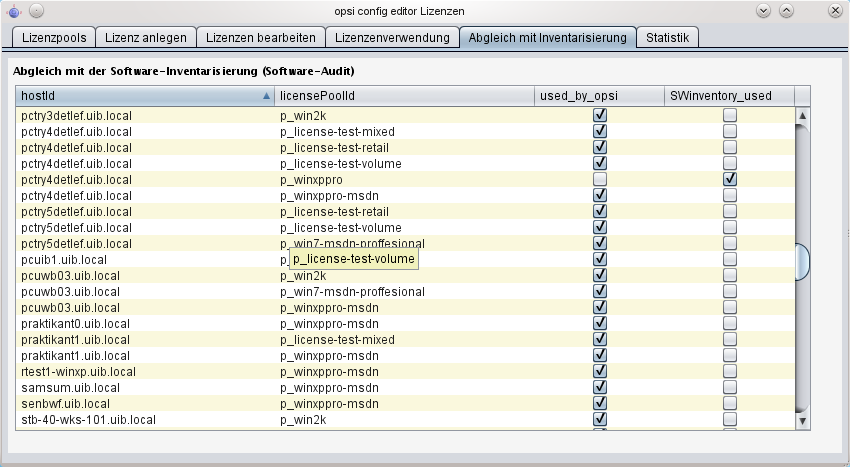 opsi config editor Lizenzen
Lizenzpools Lizenz anlegen Lizenzen bearbeiten Lizenzenverwendung Abgleich mit Inventarisierung Statistik
Abgleich mit der Software-Inventarisierung (Software-Audit)
hostId licensePoolId used_by_opsi SWinventory_used
pctry3detlef.uib.local p_win2k
pctry4detlef.uib.local p_license-test-mixed
pctry4detlef.uib.local p_license-test-retail
pctry4detlef.uib.local p_license-test-volume
pctry4detlef.uib.local p_winxppro
pctry4detlef.uib.local p_winxppro-msdn
pctry5detlef.uib.local p_license-test-retail
pctry5detlef.uib.local p_license-test-volume
pctry5detlef.uib.local p_win7-msdn-proffesional
pcuib1.uib.local p_license-test-volume
pcuwb03.uib.local p_win2k
pcuwb03.uib.local p_win7-msdn-proffesional
pcuwb03.uib.local p_winxppro-msdn
praktikant0.uib.local p_winxppro-msdn
praktikant1.uib.local p_license-test-mixed
praktikant1.uib.local p_winxppro-msdn
rtest1-winxp.uib.local p_winxppro-msdn
samsum.uib.local p_winxppro-msdn
senbwf.uib.local p_winxppro-msdn
stb-40-wks-101.uib.local p_win2k